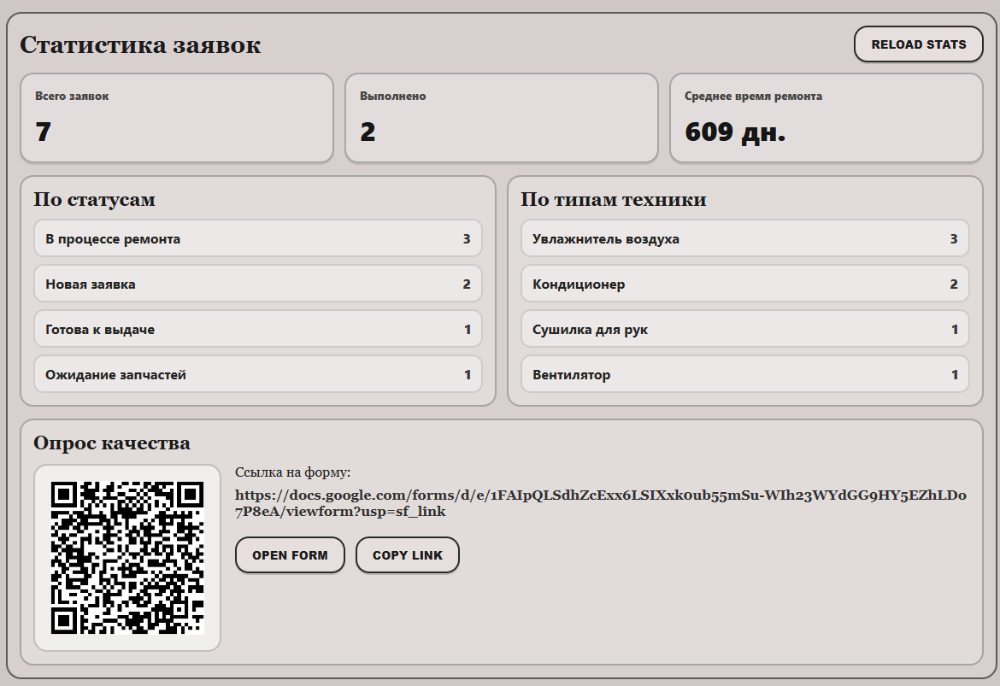 Статистика заявок
RELOAD STATS
Всего заявок
7
Выполнено
2
Среднее время ремонта
609 дн.
По статусам
В процессе ремонта 3
Новая заявка 2
Готова к выдаче 1
Ожидание запчастей 1
По типам техники
Увлажнитель воздуха 3
Кондиционер 2
Сушилка для рук 1
Вентилятор 1
Опрос качества
Ссылка на форму:
https://docs.google.com/forms/d/e/1FAIpQLSdhZcExx6LSIXxk0ub55mSu-WIh23WYdGG9HY5EZhLDo
7P8eA/viewform?usp=sf_link
OPEN FORM
COPY LINK